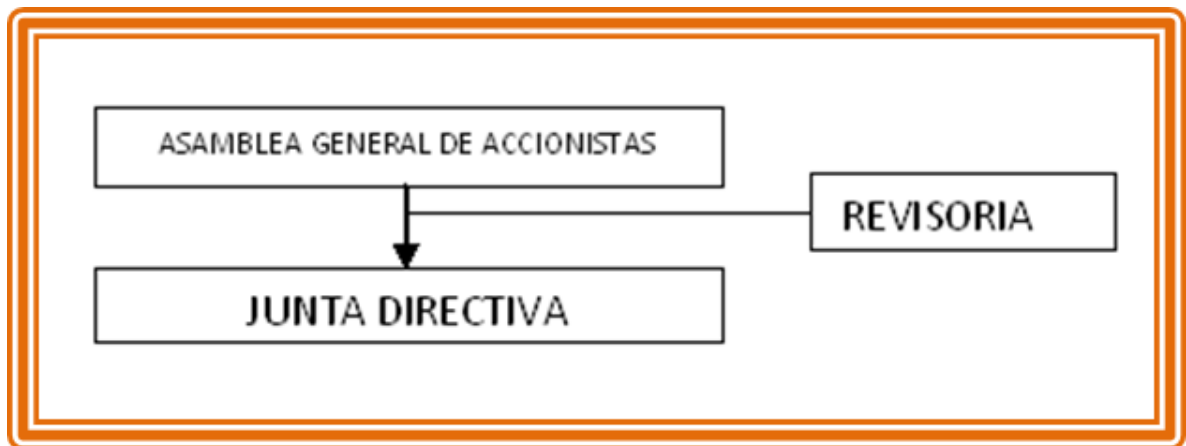 ASAMBLEA GENERAL DE ACCIONISTAS
REVISORIA
JUNTA DIRECTIVA